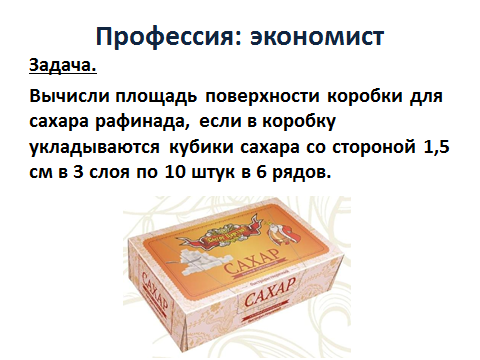 Профессия: экономист
Задача.
Вычисли площадь поверхности коробки для
сахара рафинада, если в коробку
укладываются кубики сахара со стороной 1,5
см в 3 слоя по 10 штук в 6 рядов.
САХАР
САХАР